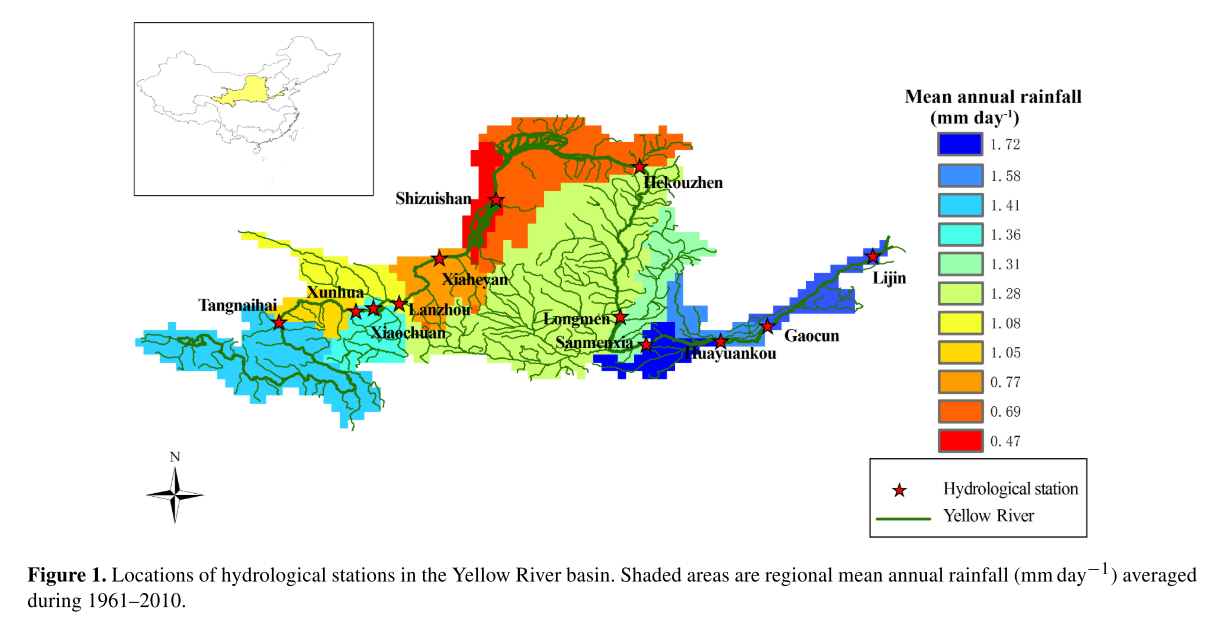 Mean annual rainfall
(mm day-1)
1.72
1.58
1.41
1.36
1.31
1.28
1.08
1.05
0.77
0.69
0.47
Hekouzhen
Shizuishan
Xiaheyan
Lijin
Xunhua
Tangnaihai
Lanzhou
Xiaochuan
Longmen
Gaocun
Sanmenxia
Huayuankou
N
Hydrological station
Yellow River
Figure 1. Locations of hydrological stations in the Yellow River basin. Shaded areas are regional mean annual rainfall (mm day−1) averaged
during 1961–2010.